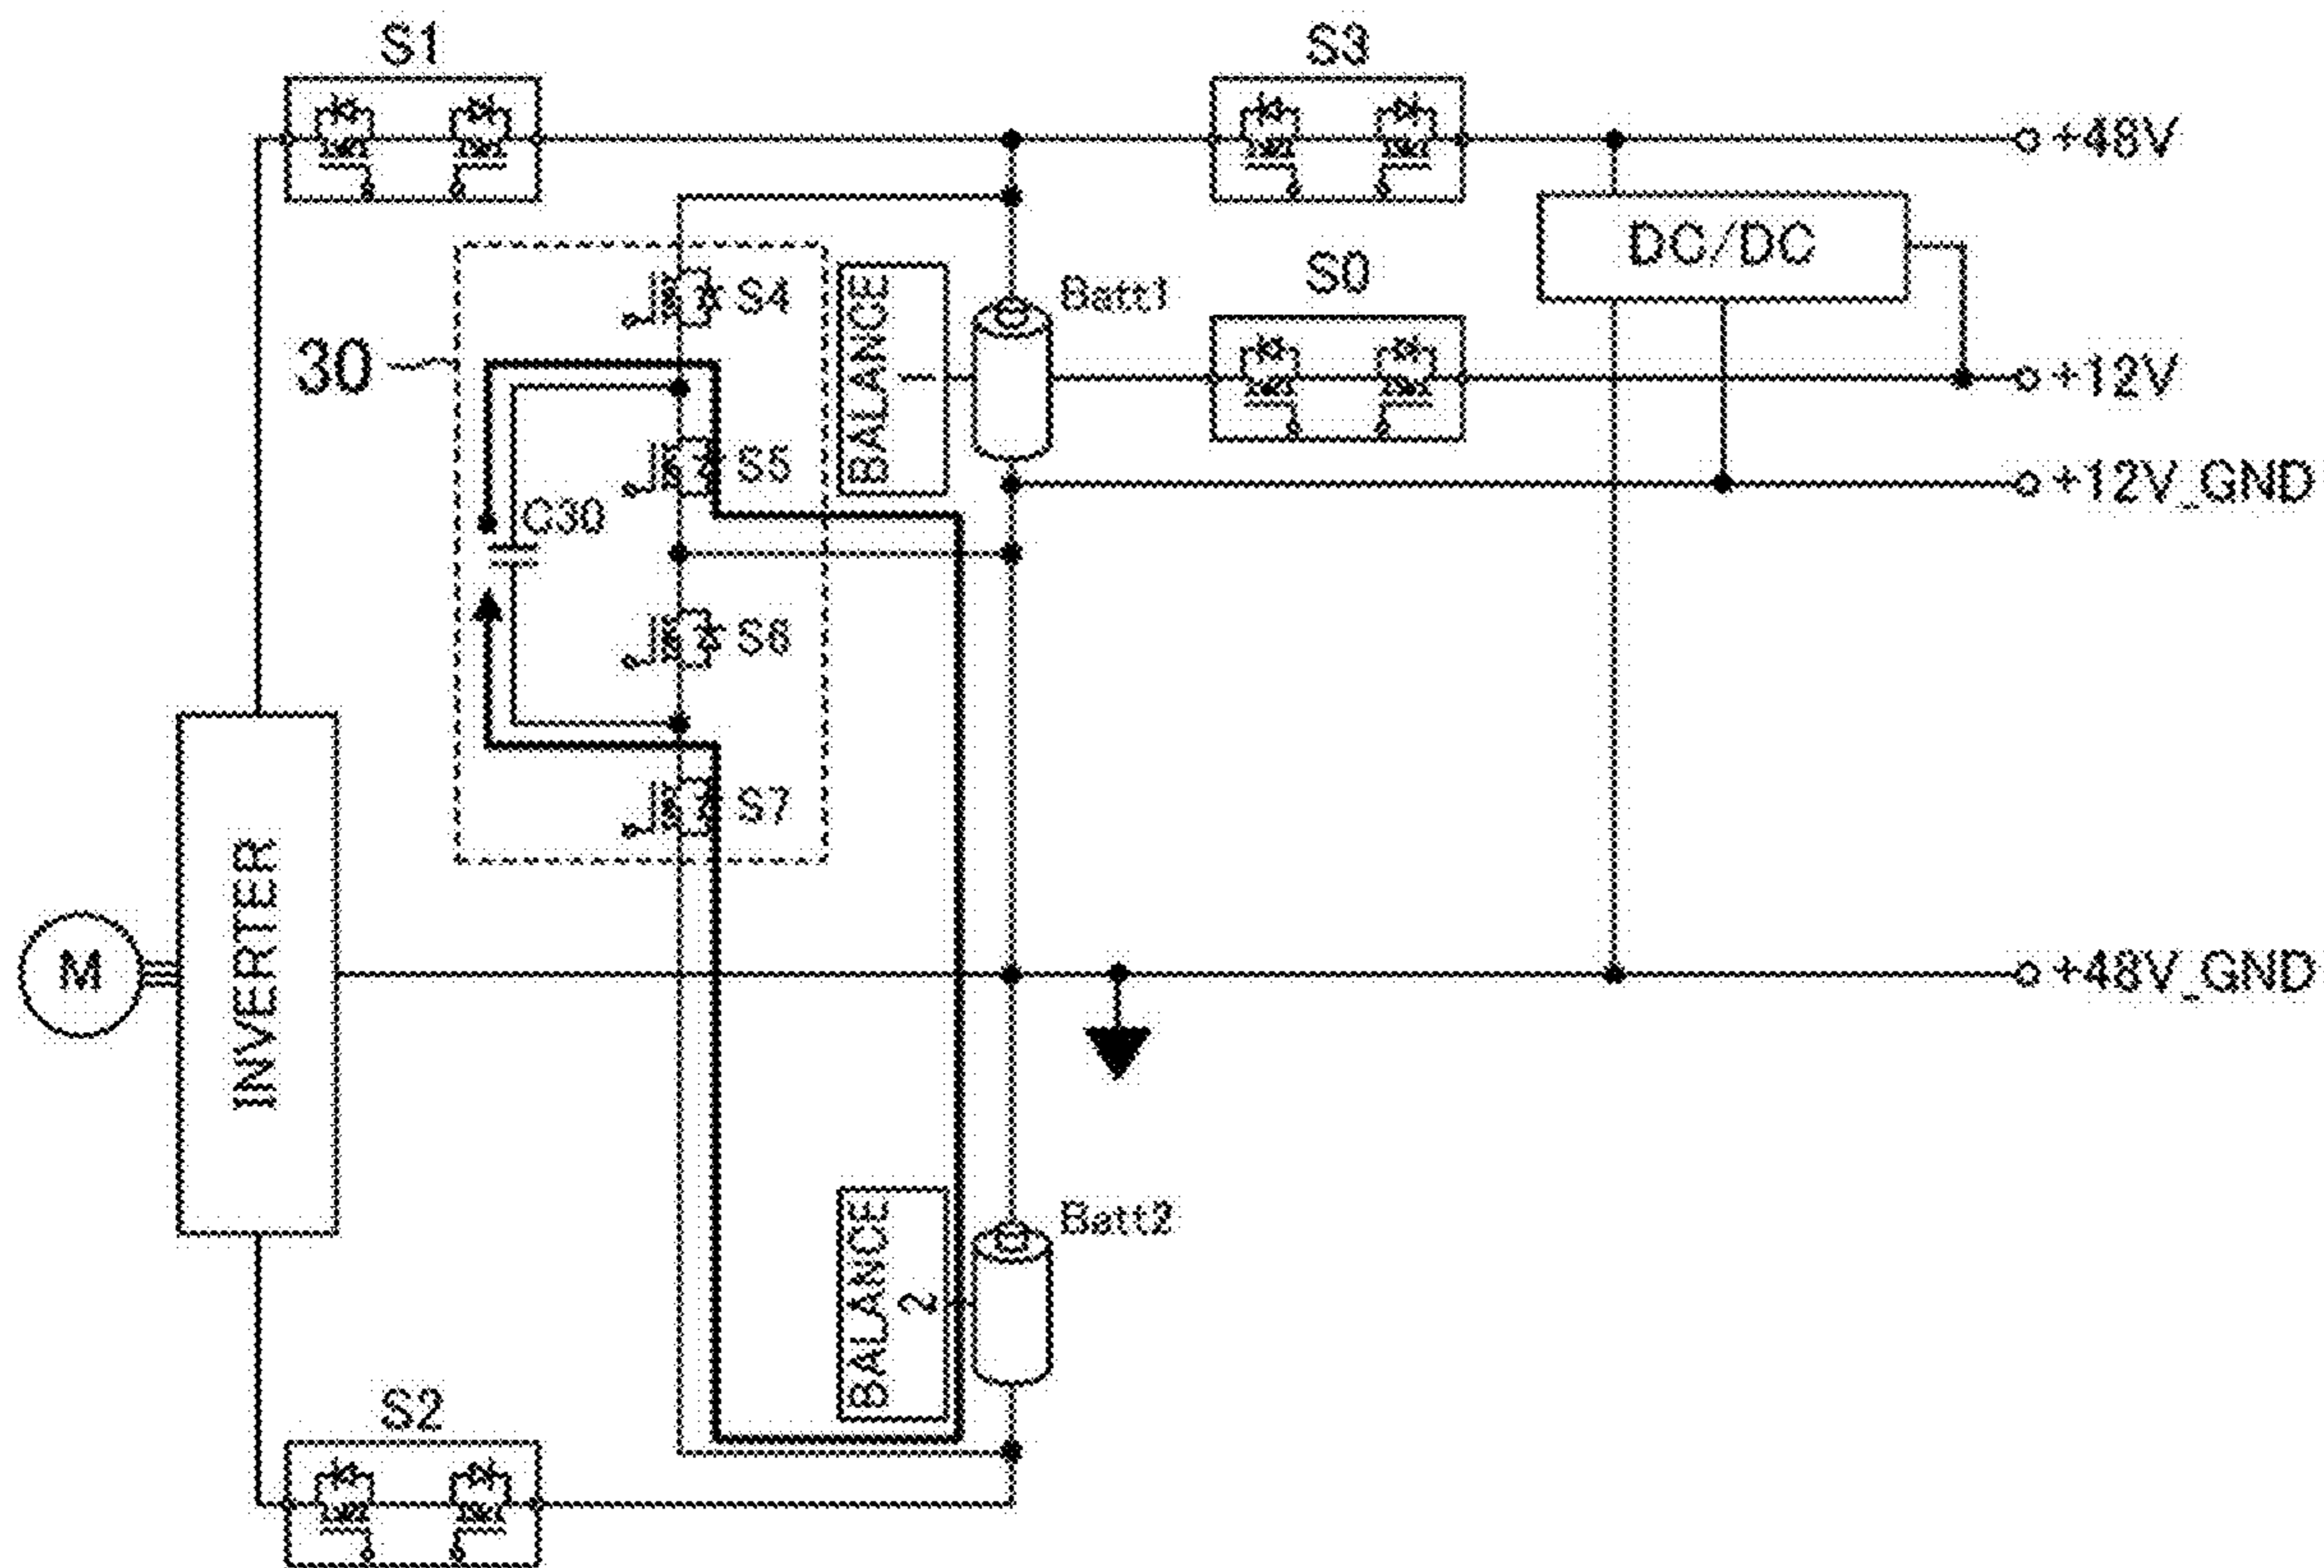 S1
S3
+48V
DC/DC
S4
BALANCE
Batt1
S0
30
+12V
S5
C30
+12V_GND
S6
S7
INVERTER
M
+48V_GND
BALANCE
2
Batt2
S2